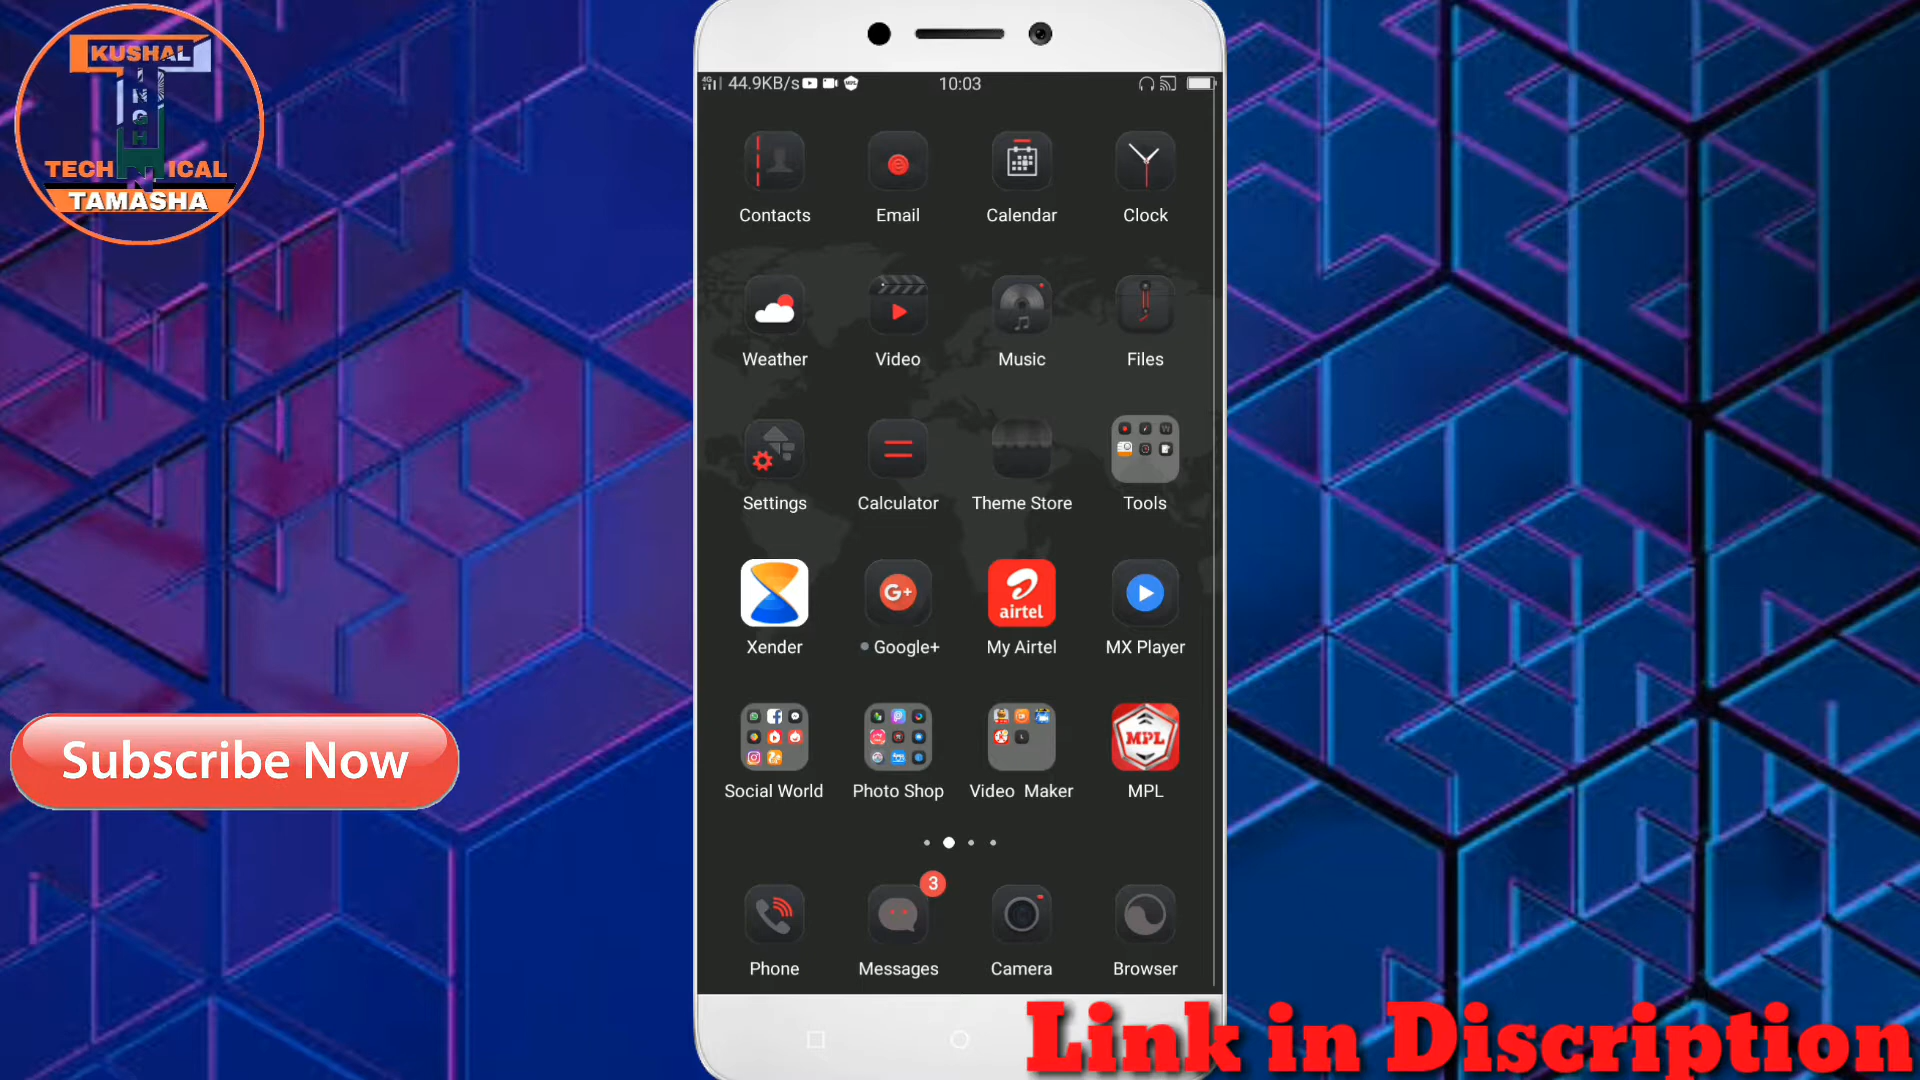 KUSHAL
TECH
TECHNICAL
TAMASHA
4G 44.9KB/s 10:03
Contacts Email Calendar Clock
Weather Video Music Files
Settings Calculator Theme Store Tools
airtel
Xender Google+ My Airtel MX Player
MPL
Social World Photo Shop Video Maker MPL
3
Phone Messages Camera Browser
Subscribe Now
Link in Discription